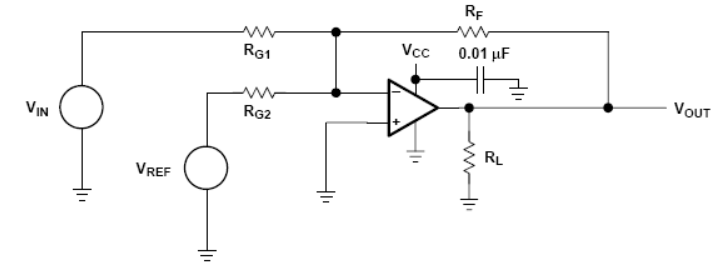 RF
RG1
VCC
0.01 μF
VIN
RG2
−
+
VOUT
VREF
RL